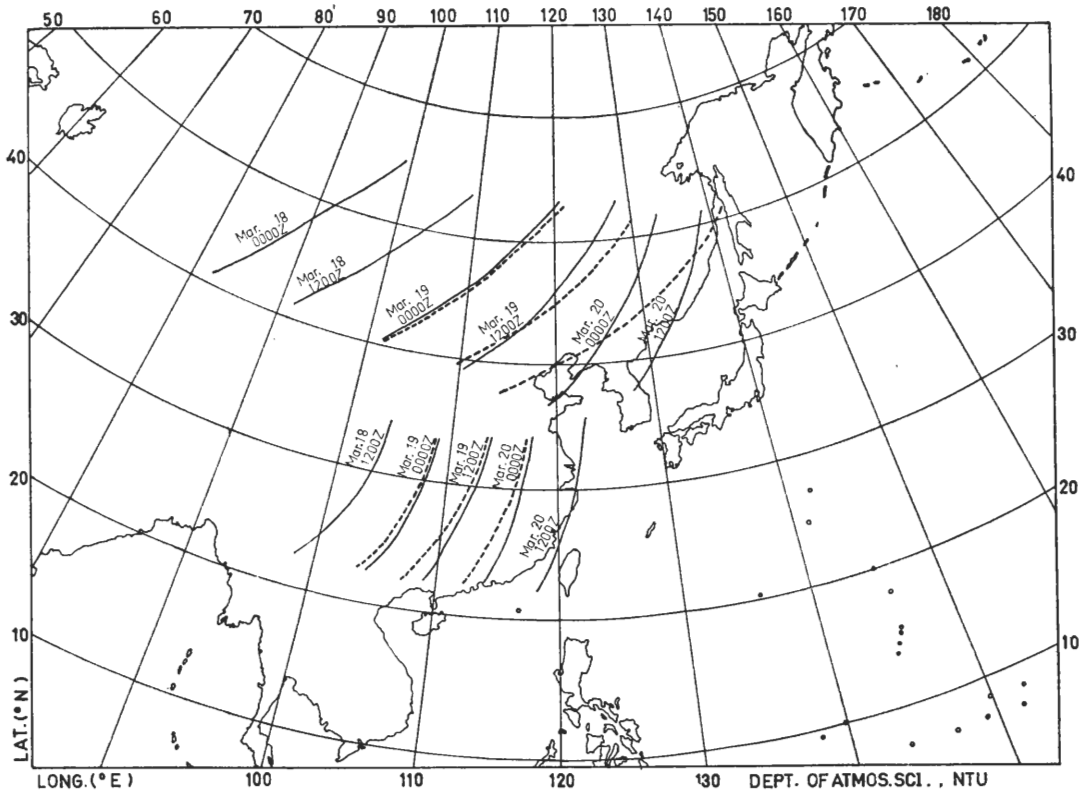 50 60 70 80' 90 100 110 120 130 140 150 160 170 180
40
40
Mar. 18
0000Z
Mar. 18
1200Z
Mar. 19
0000Z
Mar. 19
1200Z
Mar. 20
0000Z
Mar. 20
1200Z
30
30
Mar.18
1200Z
Mar. 19
0000Z
Mar. 19
1200Z
Mar. 20
0000Z
Mar. 20
1200Z
20
20
10
10
LAT.(°N)
LONG.(°E) 100 110 120 130 DEPT. OF ATMOS.SCI. , NTU